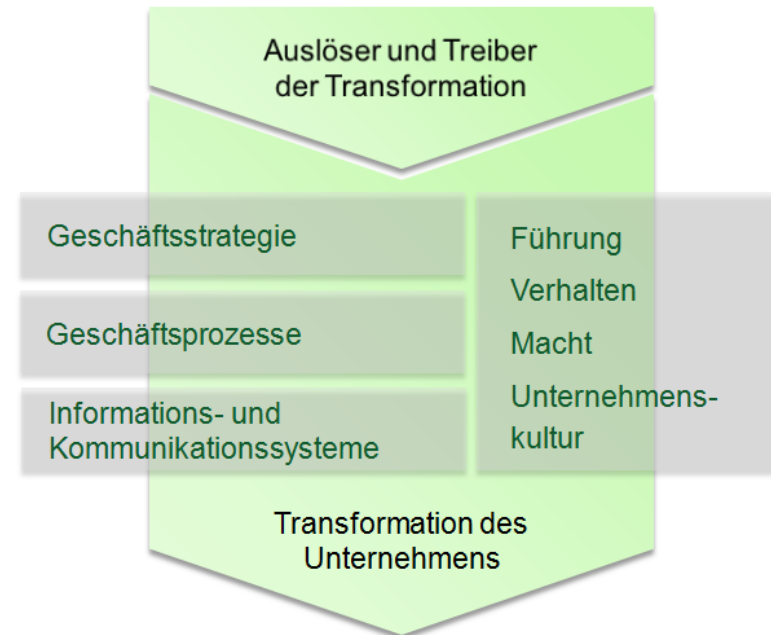 Auslöser und Treiber
der Transformation
Geschäftsstrategie
Geschäftsprozesse
Informations- und
Kommunikationssysteme
Führung
Verhalten
Macht
Unternehmens-
kultur
Transformation des
Unternehmens